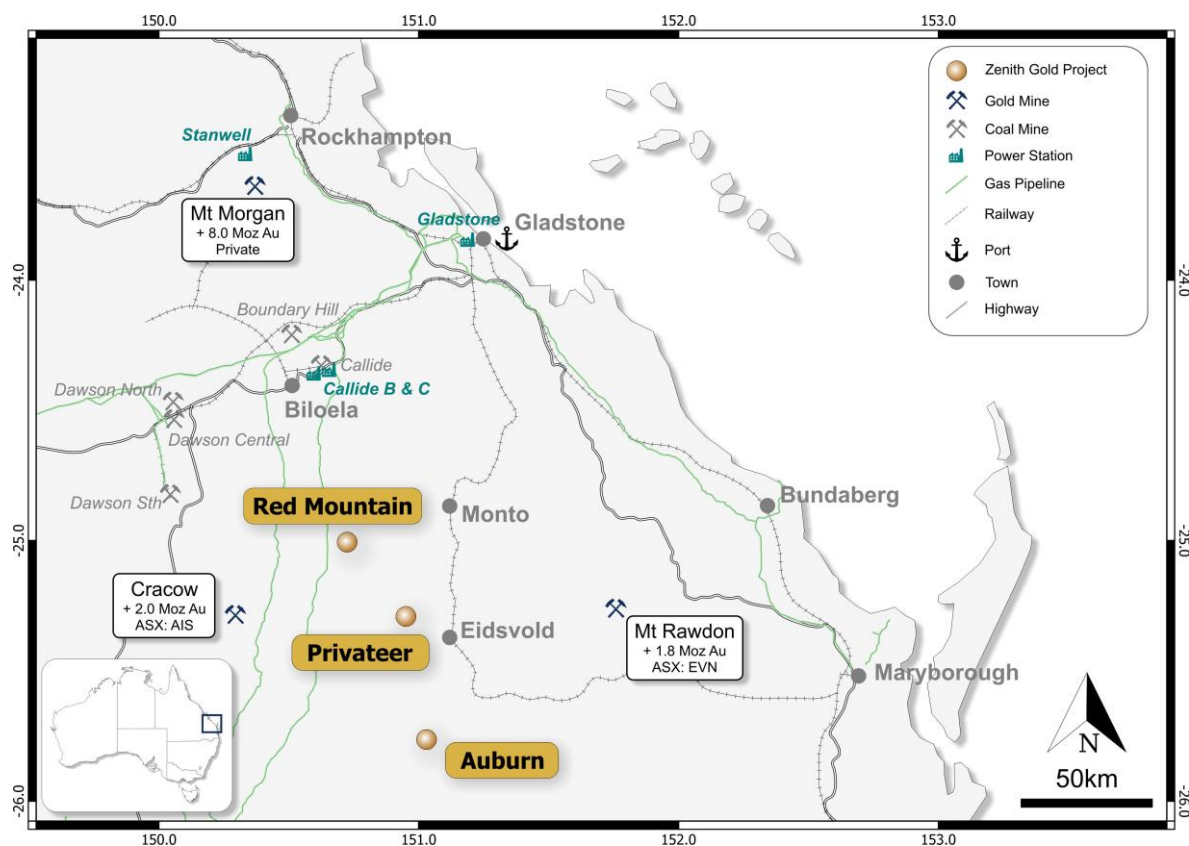 150.0
151.0
152.0
153.0
Zenith Gold Project
Gold Mine
Coal Mine
Power Station
Gas Pipeline
Railway
Port
Town
Highway
Stanwell
Rockhampton
Mt Morgan
+ 8.0 Moz Au
Private
Gladstone
Gladstone
-24.0
-24.0
Boundary Hill
Callide
Callide B & C
Biloela
Dawson North
Dawson Central
Dawson Sth
Red Mountain
Monto
Bundaberg
-25.0
-25.0
Cracow
+ 2.0 Moz Au
ASX: AIS
Privateer
Eidsvold
Mt Rawdon
+ 1.8 Moz Au
ASX: EVN
Maryborough
Auburn
N
50km
-26.0
-26.0
150.0
151.0
152.0
153.0